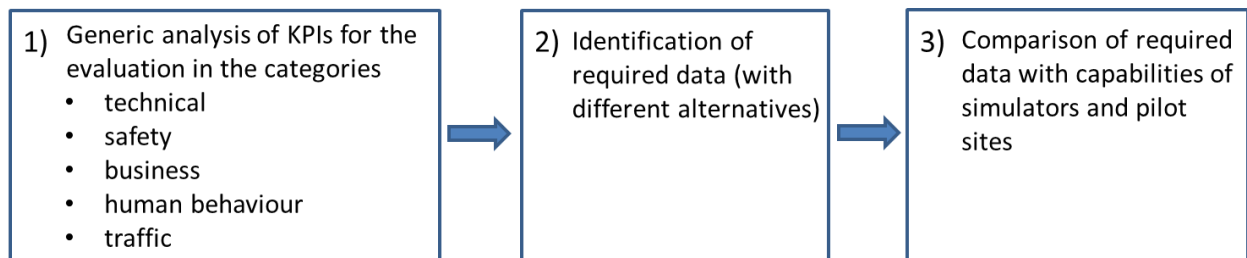 1) Generic analysis of KPIs for the
evaluation in the categories
• technical
• safety
• business
• human behaviour
• traffic
2) Identification of
required data (with
different alternatives)
3) Comparison of required
data with capabilities of
simulators and pilot
sites